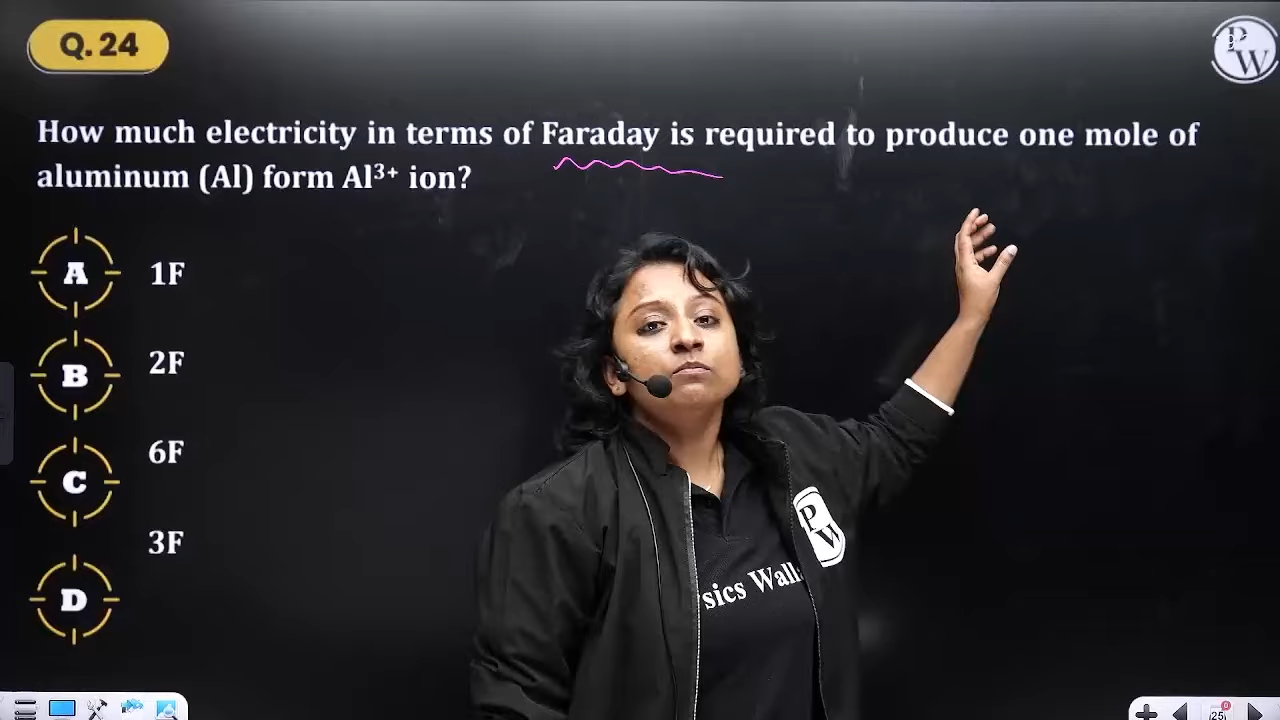 Q. 24
P
W
How much electricity in terms of Faraday is required to produce one mole of
aluminum (Al) form Al³⁺ ion?
A 1F
B 2F
C 6F
D 3F
P
W
sics Wall
25